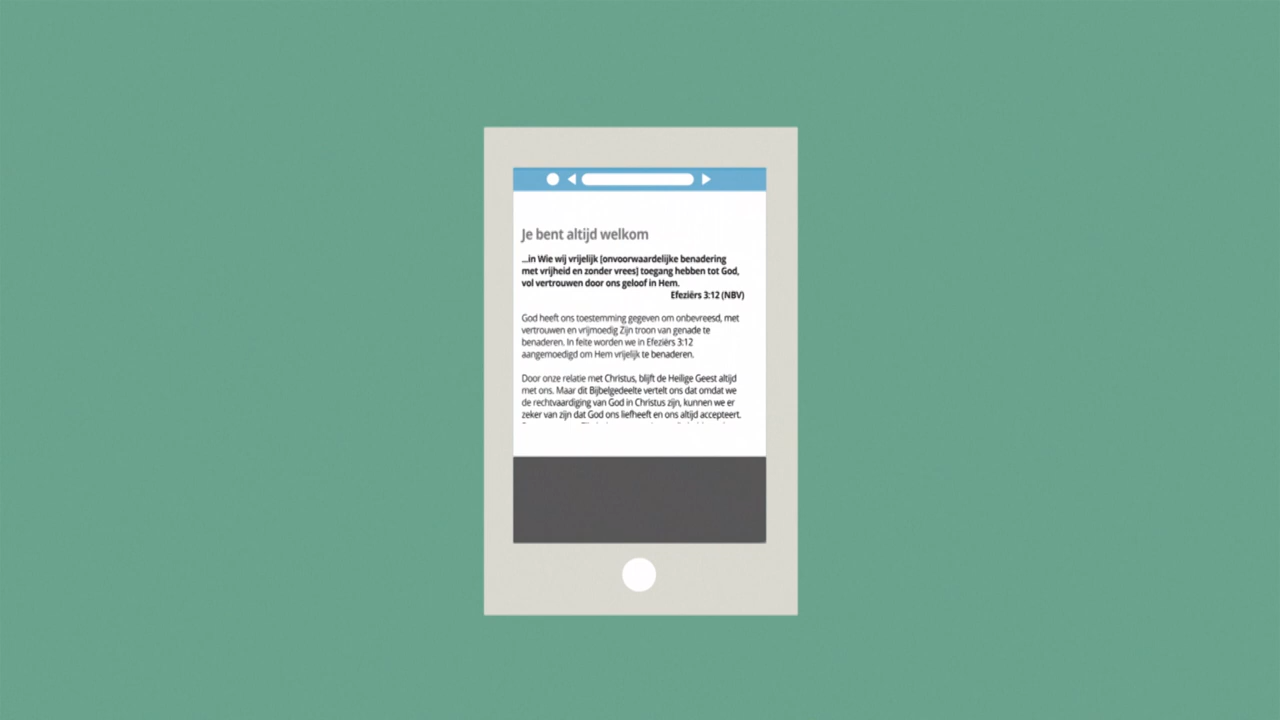 Je bent altijd welkom
...in Wie wij vrijelijk [onvoorwaardelijke benadering
met vrijheid en zonder vrees] toegang hebben tot God,
vol vertrouwen door ons geloof in Hem.
Efeziërs 3:12 (NBV)
God heeft ons toestemming gegeven om onbevreesd, met
vertrouwen en vrijmoedig Zijn troon van genade te
benaderen. In feite worden we in Efeziërs 3:12
aangemoedigd om Hem vrijelijk te benaderen.
Door onze relatie met Christus, blijft de Heilige Geest altijd
met ons. Maar dit Bijbelgedeelte vertelt ons dat omdat we
de rechtvaardiging van God in Christus zijn, kunnen we er
zeker van zijn dat God ons liefheeft en ons altijd accepteert.